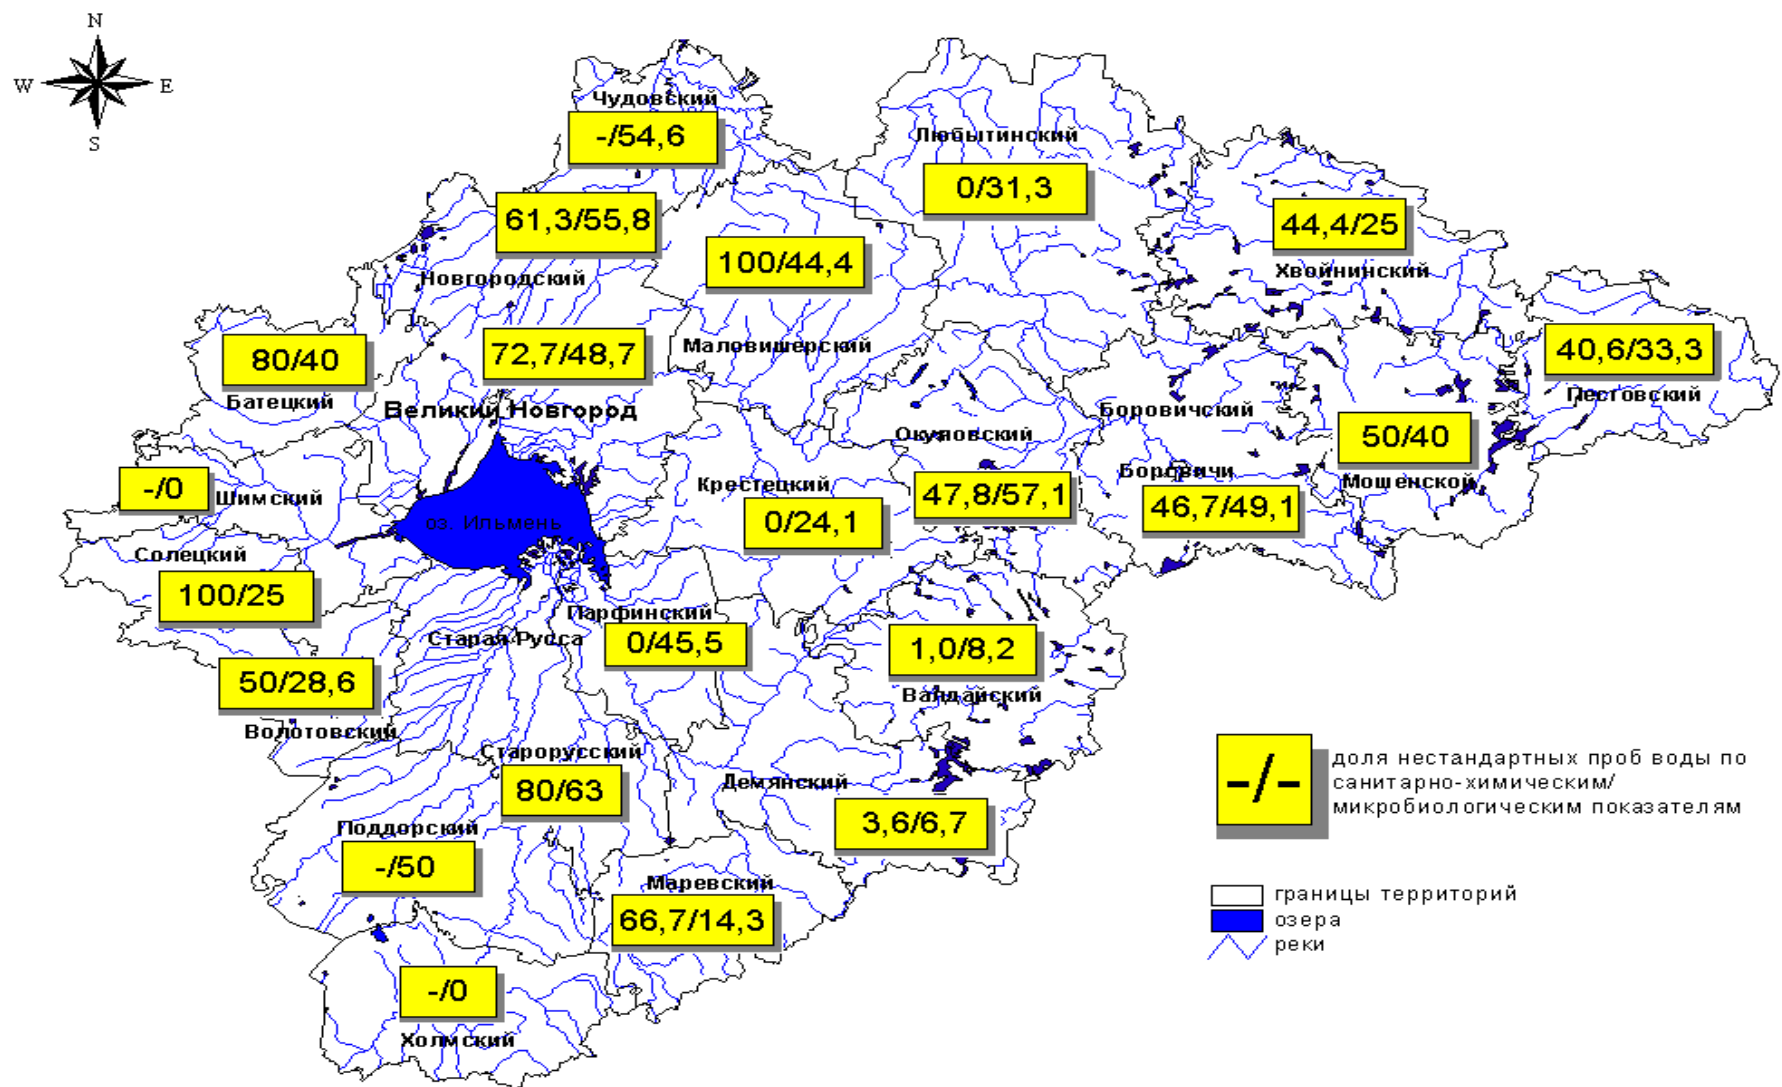 N
W
E
S
Чудовский
-/54,6
Любытинский
0/31,3
61,3/55,8
Новгородский
100/44,4
Маловишерский
44,4/25
Хвойнинский
80/40
Батецкий
72,7/48,7
Великий Новгород
40,6/33,3
Пестовский
Боровичский
Окуловский
50/40
Мошенской
-/0
Шимский
оз. Ильмень
Крестецкий
0/24,1
47,8/57,1
Боровичи
46,7/49,1
Солецкий
100/25
Парфинский
0/45,5
Старая Русса
1,0/8,2
Валдайский
50/28,6
Волотовский
Старорусский
80/63
Демянский
3,6/6,7
Поддорский
-/50
Маревский
66,7/14,3
-/0
Холмский
-/-
доля нестандартных проб воды по
санитарно-химическим/
микробиологическим показателям
границы территорий
озера
реки